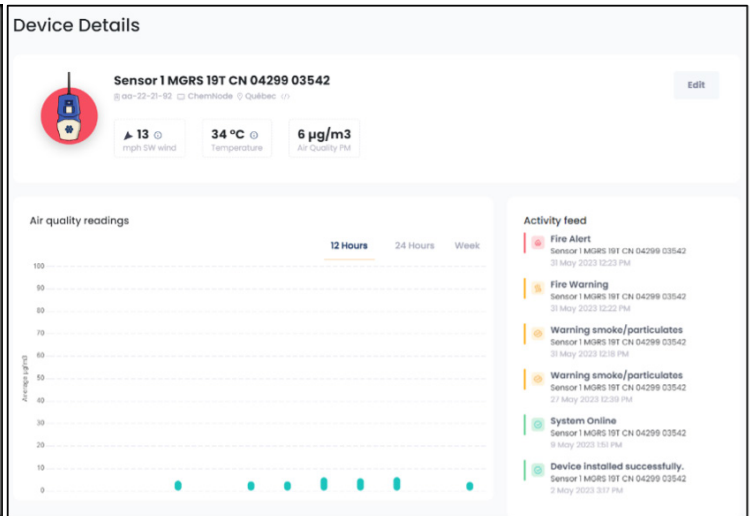 Device Details
Sensor 1 MGRS 19T CN 04299 03542
aa-22-21-92 ChemNode Québec </>
Edit
13
mph SW wind
34 °C
Temperature
6 µg/m3
Air Quality PM
Air quality readings
12 Hours 24 Hours Week
Average µg/m3
100
90
80
70
60
50
40
30
20
10
0
Activity feed
Fire Alert
Sensor 1 MGRS 19T CN 04299 03542
31 May 2023 12:23 PM
Fire Warning
Sensor 1 MGRS 19T CN 04299 03542
31 May 2023 12:22 PM
Warning smoke/particulates
Sensor 1 MGRS 19T CN 04299 03542
31 May 2023 12:18 PM
Warning smoke/particulates
Sensor 1 MGRS 19T CN 04299 03542
27 May 2023 12:39 PM
System Online
Sensor 1 MGRS 19T CN 04299 03542
9 May 2023 1:51 PM
Device installed successfully.
Sensor 1 MGRS 19T CN 04299 03542
2 May 2023 3:17 PM